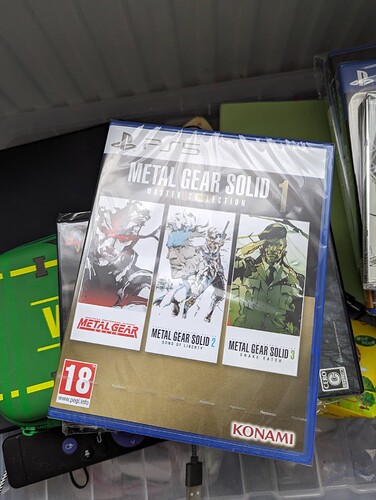 PS5
METAL GEAR SOLID 1
MASTER COLLECTION
METAL GEAR
METAL GEAR SOLID 2
SONS OF LIBERTY
METAL GEAR SOLID 3
SNAKE EATER
18
www.pegi.info
KONAMI
CERO